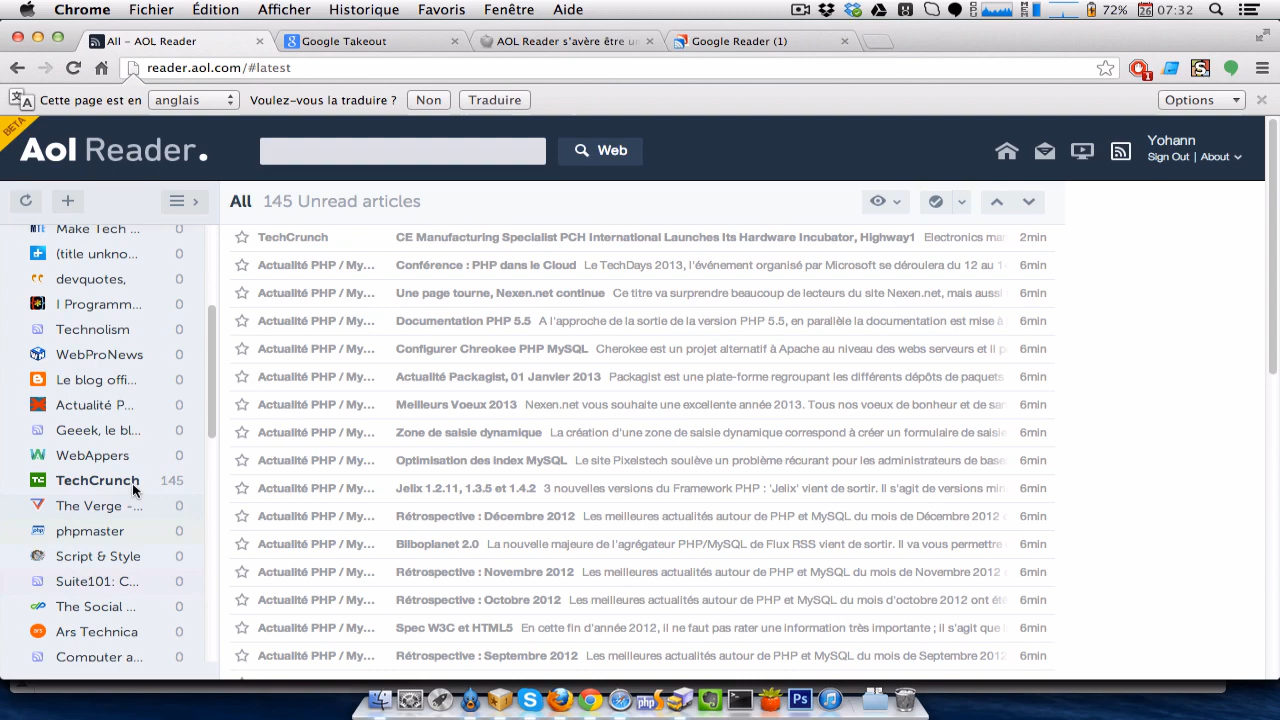 Chrome Fichier Édition Afficher Historique Favoris Fenêtre Aide 72% 26 07:32
All – AOL Reader Google Takeout AOL Reader s'avère être un Google Reader (1)
reader.aol.com/#latest
Cette page est en anglais Voulez-vous la traduire ? Non Traduire Options
BETA
Aol Reader. Web
Yohann
Sign Out | About
All 145 Unread articles
Make Tech ... 0
(title unkno... 0
devquotes, 0
I Programm... 0
Technolism 0
WebProNews 0
Le blog offi... 0
Actualité P... 0
Geeek, le bl... 0
WebAppers 0
TechCrunch 145
The Verge -... 0
phpmaster 0
Script & Style 0
Suite101: C... 0
The Social ... 0
Ars Technica 0
Computer a... 0
TechCrunch CE Manufacturing Specialist PCH International Launches Its Hardware Incubator, Highway1 Electronics ma 2min
Actualité PHP / My... Conférence : PHP dans le Cloud Le TechDays 2013, l'événement organisé par Microsoft se déroulera du 12 au 1 6min
Actualité PHP / My... Une page tourne, Nexen.net continue Ce titre va surprendre beaucoup de lecteurs du site Nexen.net, mais aussi 6min
Actualité PHP / My... Documentation PHP 5.5 A l'approche de la sortie de la version PHP 5.5, en parallèle la documentation est mise à 6min
Actualité PHP / My... Configurer Chreokee PHP MySQL Cherokee est un projet alternatif à Apache au niveau des webs serveurs et il p 6min
Actualité PHP / My... Actualité Packagist, 01 Janvier 2013 Packagist est une plate-forme regroupant les différents dépôts de paquets 6min
Actualité PHP / My... Meilleurs Voeux 2013 Nexen.net vous souhaite une excellente année 2013. Tous nos voeux de bonheur et de sa 6min
Actualité PHP / My... Zone de saisie dynamique La création d'une zone de saisie dynamique correspond à créer un formulaire de saisie 6min
Actualité PHP / My... Optimisation des index MySQL Le site Pixelstech soulève un problème récurant pour les administrateurs de base 6min
Actualité PHP / My... Jelix 1.2.11, 1.3.5 et 1.4.2 3 nouvelles versions du Framework PHP : 'Jelix' vient de sortir. Il s'agit de versions min 6min
Actualité PHP / My... Rétrospective : Décembre 2012 Les meilleures actualités autour de PHP et MySQL du mois de Décembre 2012 6min
Actualité PHP / My... Bilboplanet 2.0 La nouvelle majeure de l'agrégateur PHP/MySQL de Flux RSS vient de sortir. Il va vous permettre 6min
Actualité PHP / My... Rétrospective : Novembre 2012 Les meilleures actualités autour de PHP et MySQL du mois de Novembre 2012 6min
Actualité PHP / My... Rétrospective : Octobre 2012 Les meilleures actualités autour de PHP et MySQL du mois d'octobre 2012 ont été 6min
Actualité PHP / My... Spec W3C et HTML5 En cette fin d'année 2012, il ne faut pas rater une information très importante ; il s'agit que 6min
Actualité PHP / My... Rétrospective : Septembre 2012 Les meilleures actualités autour de PHP et MySQL du mois de Septembre 2012 6min